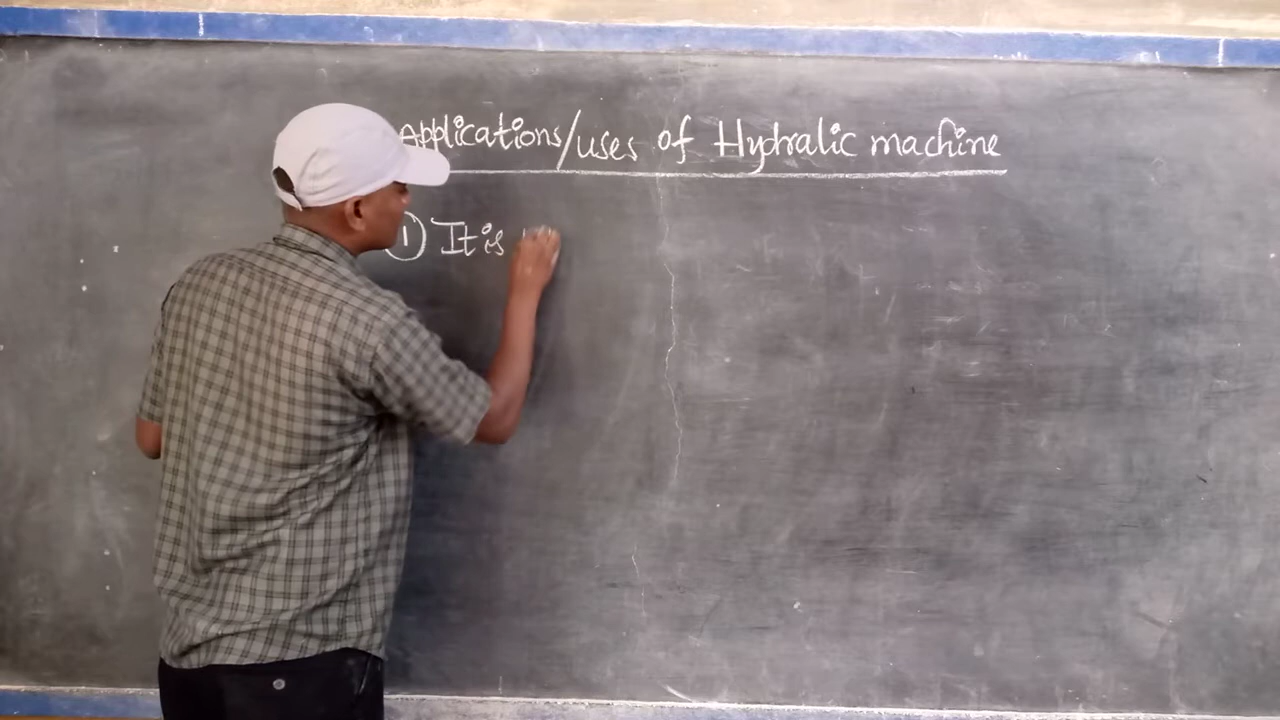 Applications/uses of Hydralic machine
① It is